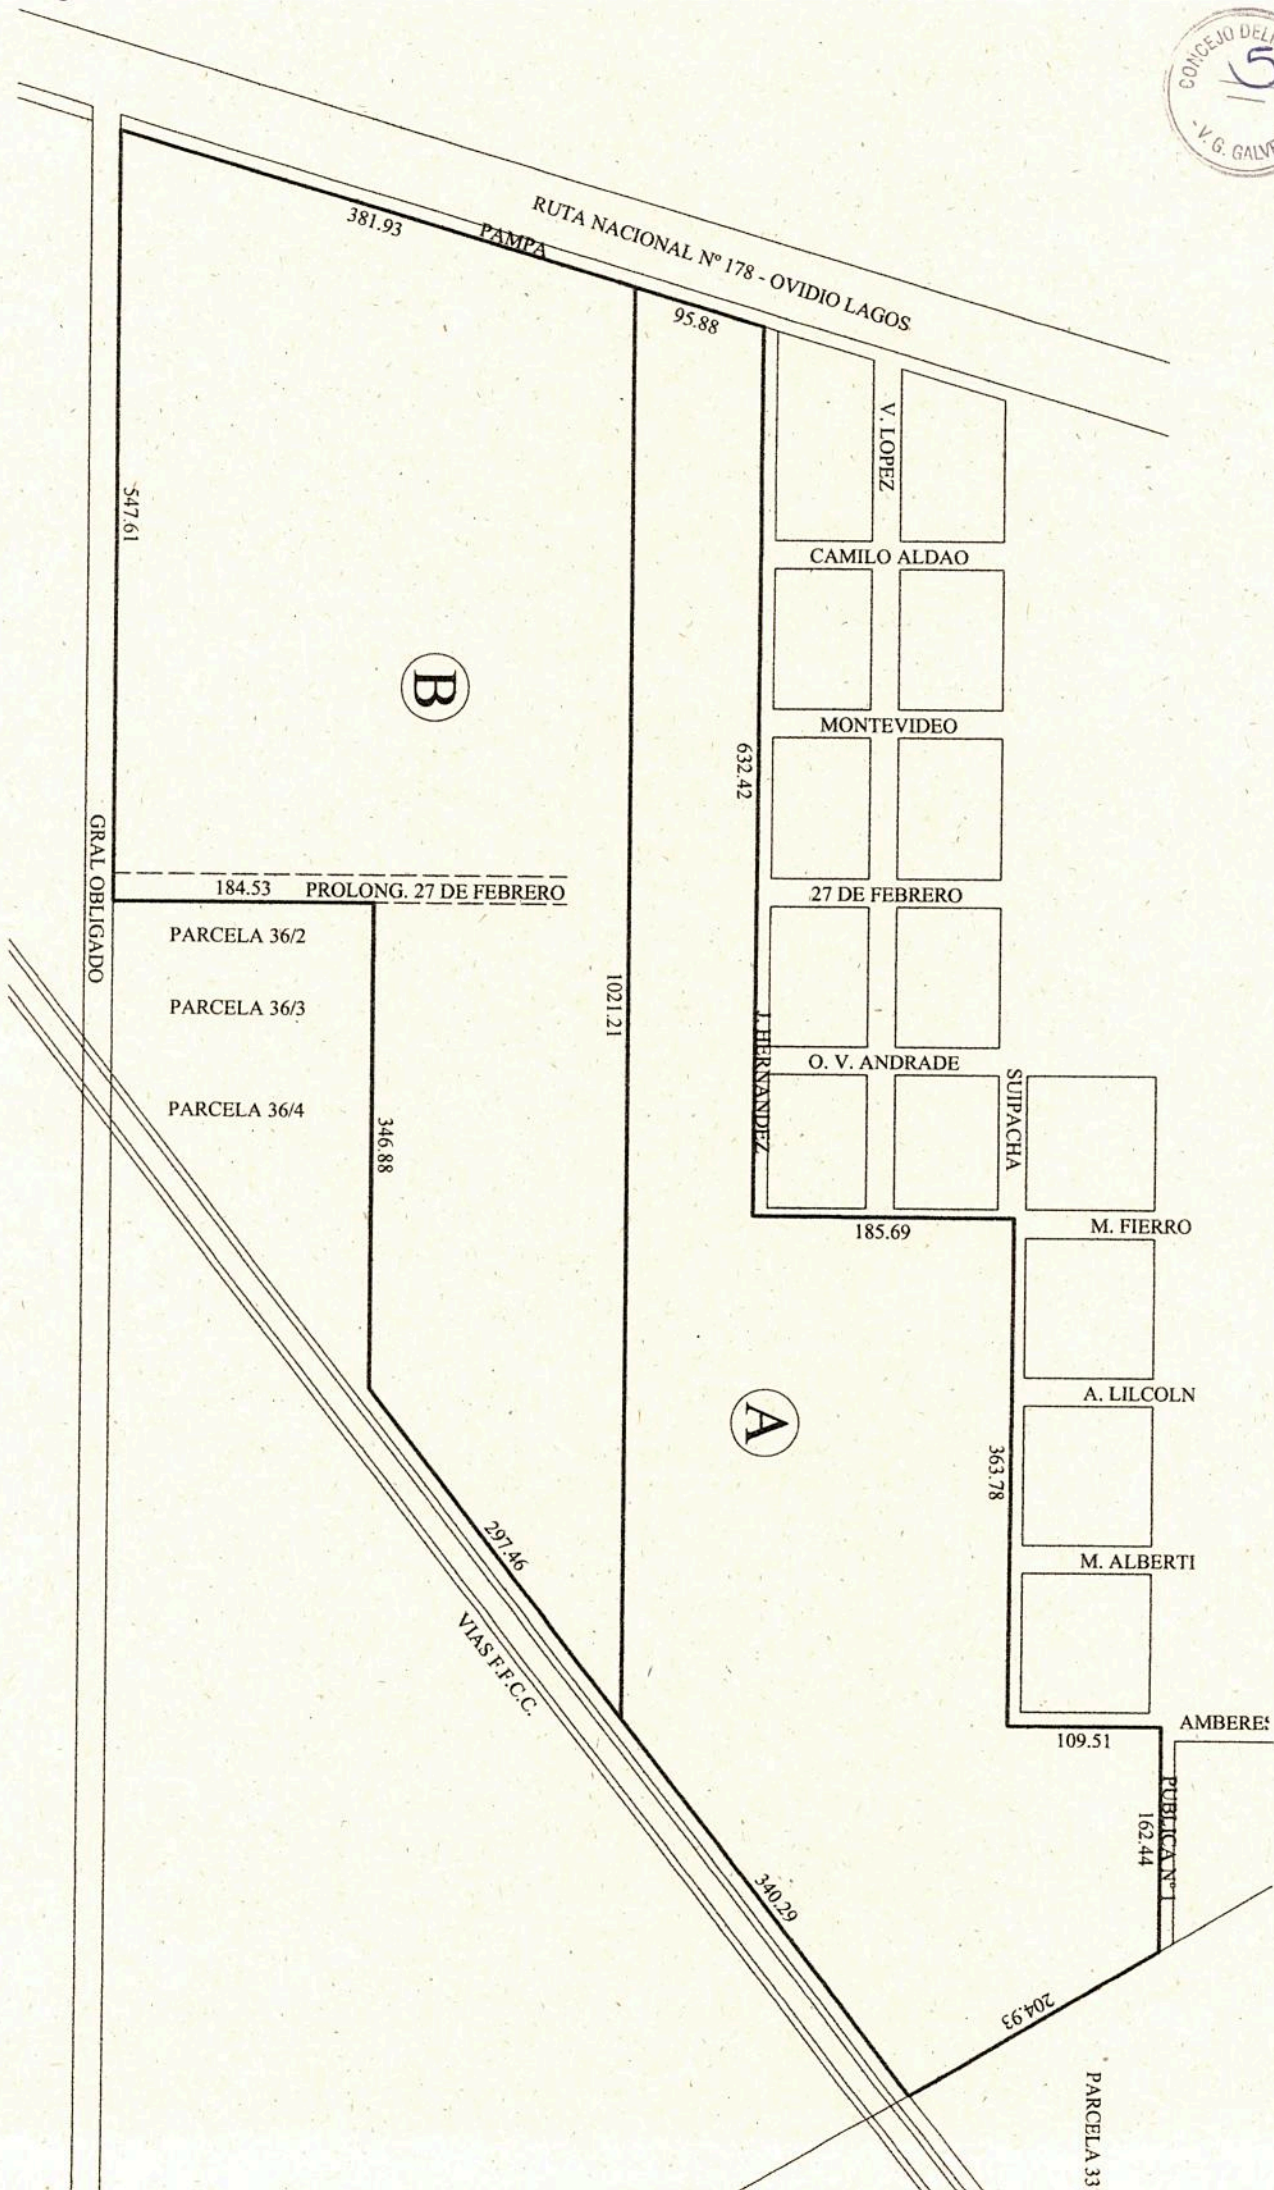 CONCEJO DELI
- V. G. GALVE
RUTA NACIONAL Nº 178 - OVIDIO LAGOS
381.93
PAMPA
95.88
V. LOPEZ
CAMILO ALDAO
547.61
B
MONTEVIDEO
632.42
GRAL OBLIGADO
184.53
PROLONG. 27 DE FEBRERO
27 DE FEBRERO
PARCELA 36/2
PARCELA 36/3
PARCELA 36/4
1021.21
J. HERNANDEZ
O. V. ANDRADE
SUIPACHA
346.88
185.69
M. FIERRO
A. LILCOLN
A
363.78
297.46
M. ALBERTI
VIAS F.F.C.C.
109.51
AMBERES
PUBLICA Nº 1
162.44
340.29
204.93
PARCELA 33